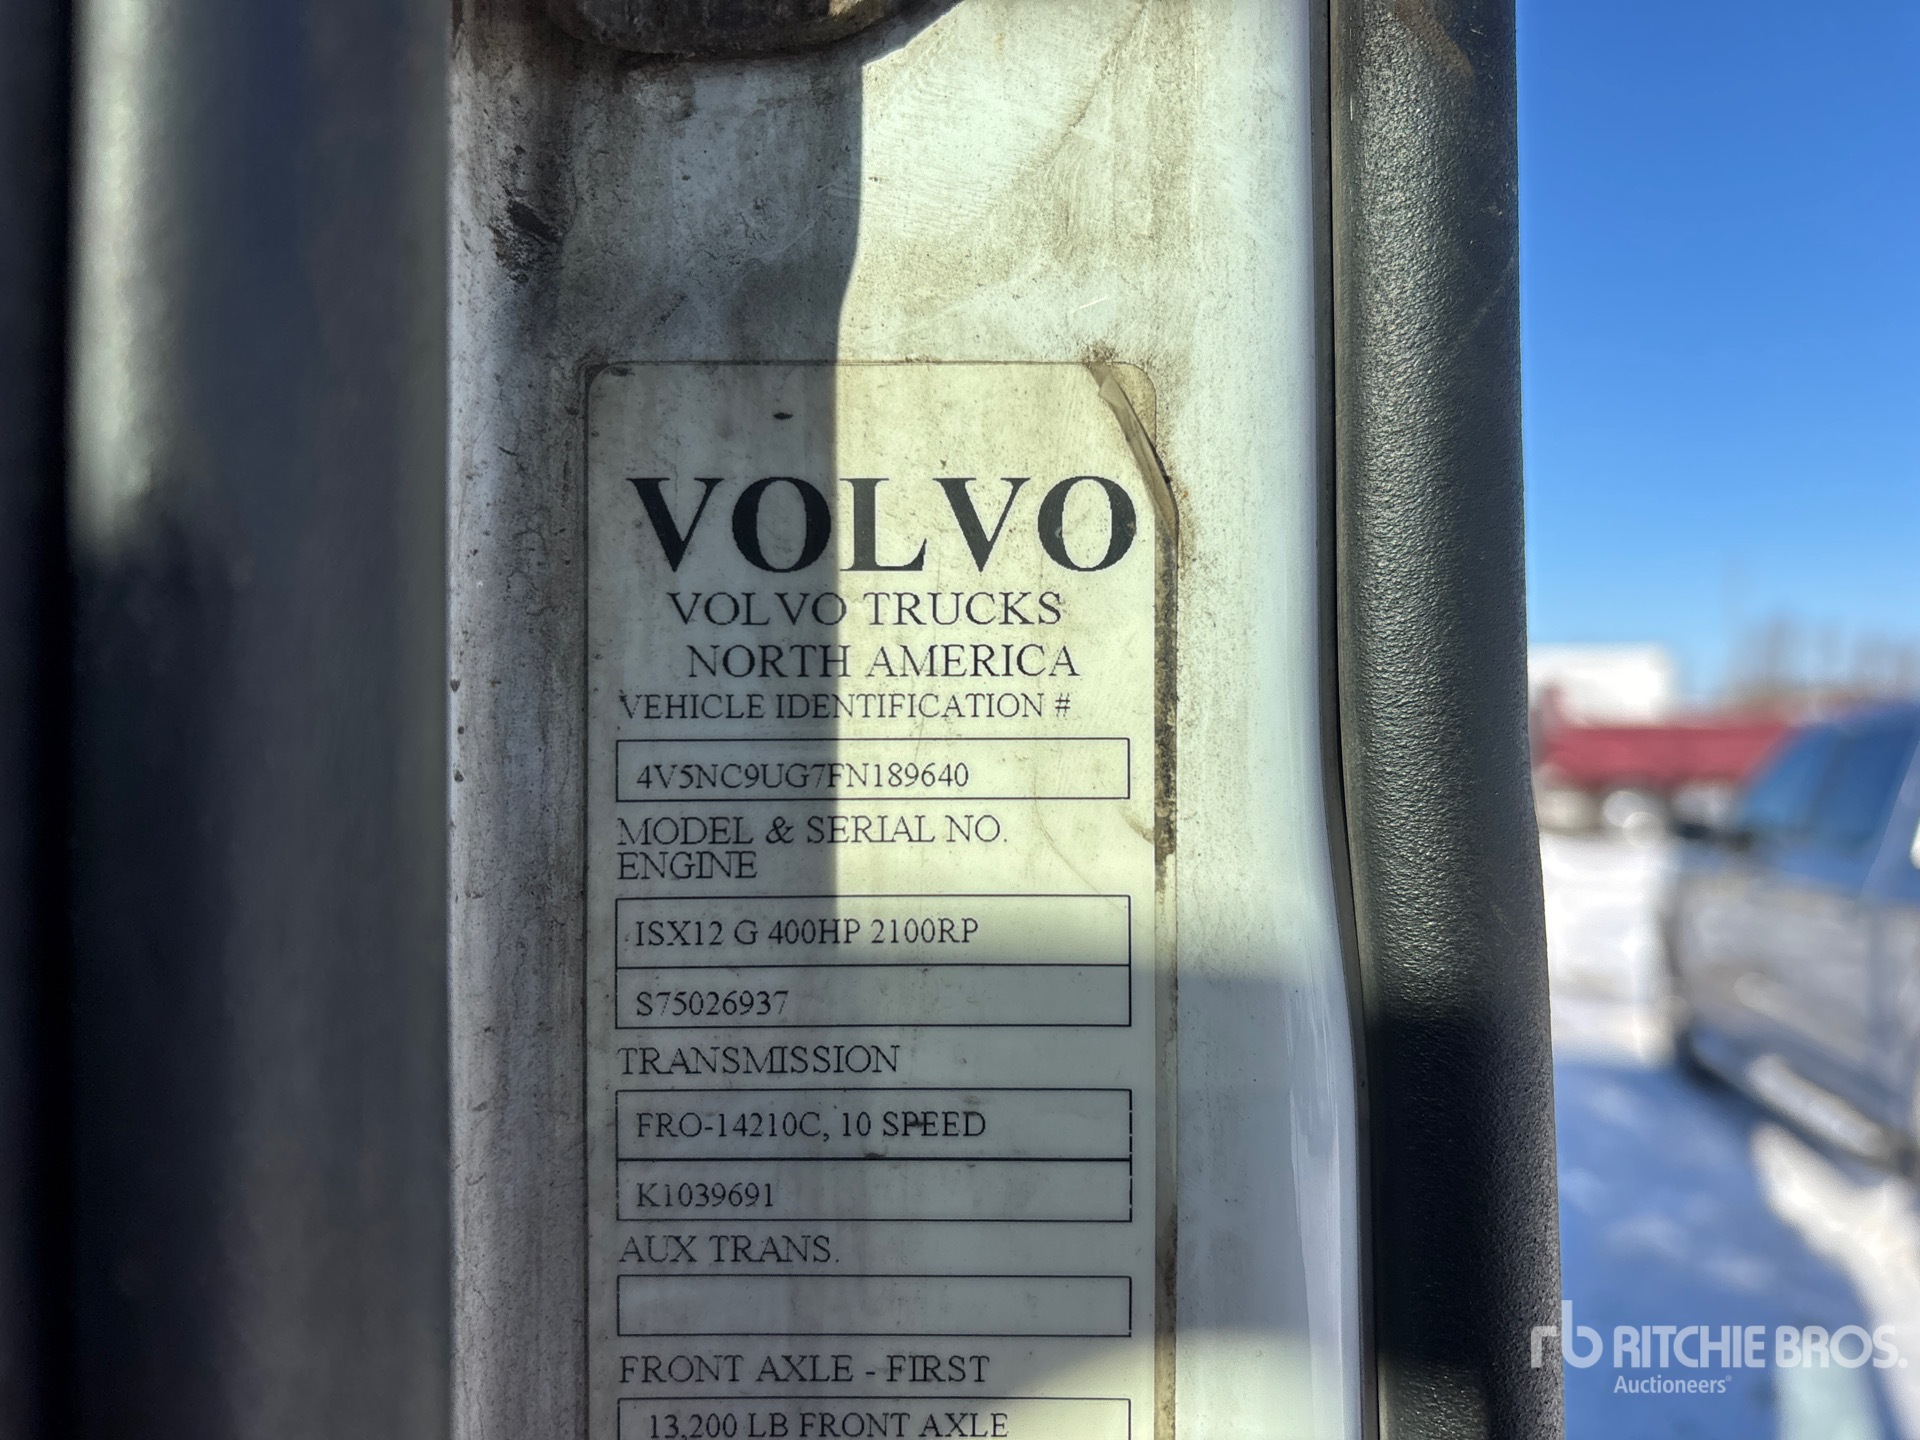 VOLVO
VOLVO TRUCKS
NORTH AMERICA
VEHICLE IDENTIFICATION #
4V5NC9UG7FN189640
MODEL & SERIAL NO.
ENGINE
ISX12 G 400HP 2100RP
S75026937
TRANSMISSION
FRO-14210C, 10 SPEED
K1039691
AUX TRANS.
FRONT AXLE - FIRST
13,200 LB FRONT AXLE
rb RITCHIE BROS.
Auctioneers